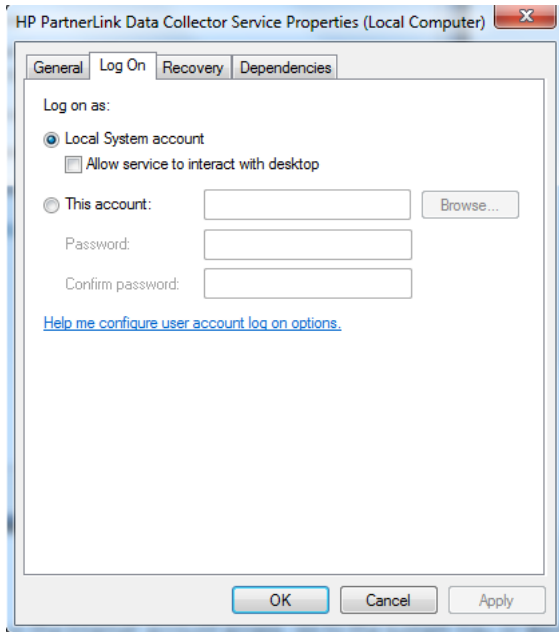 HP PartnerLink Data Collector Service Properties (Local Computer)
General Log On Recovery Dependencies
Log on as:
Local System account
Allow service to interact with desktop
This account: Browse...
Password:
Confirm password:
Help me configure user account log on options.
OK Cancel Apply